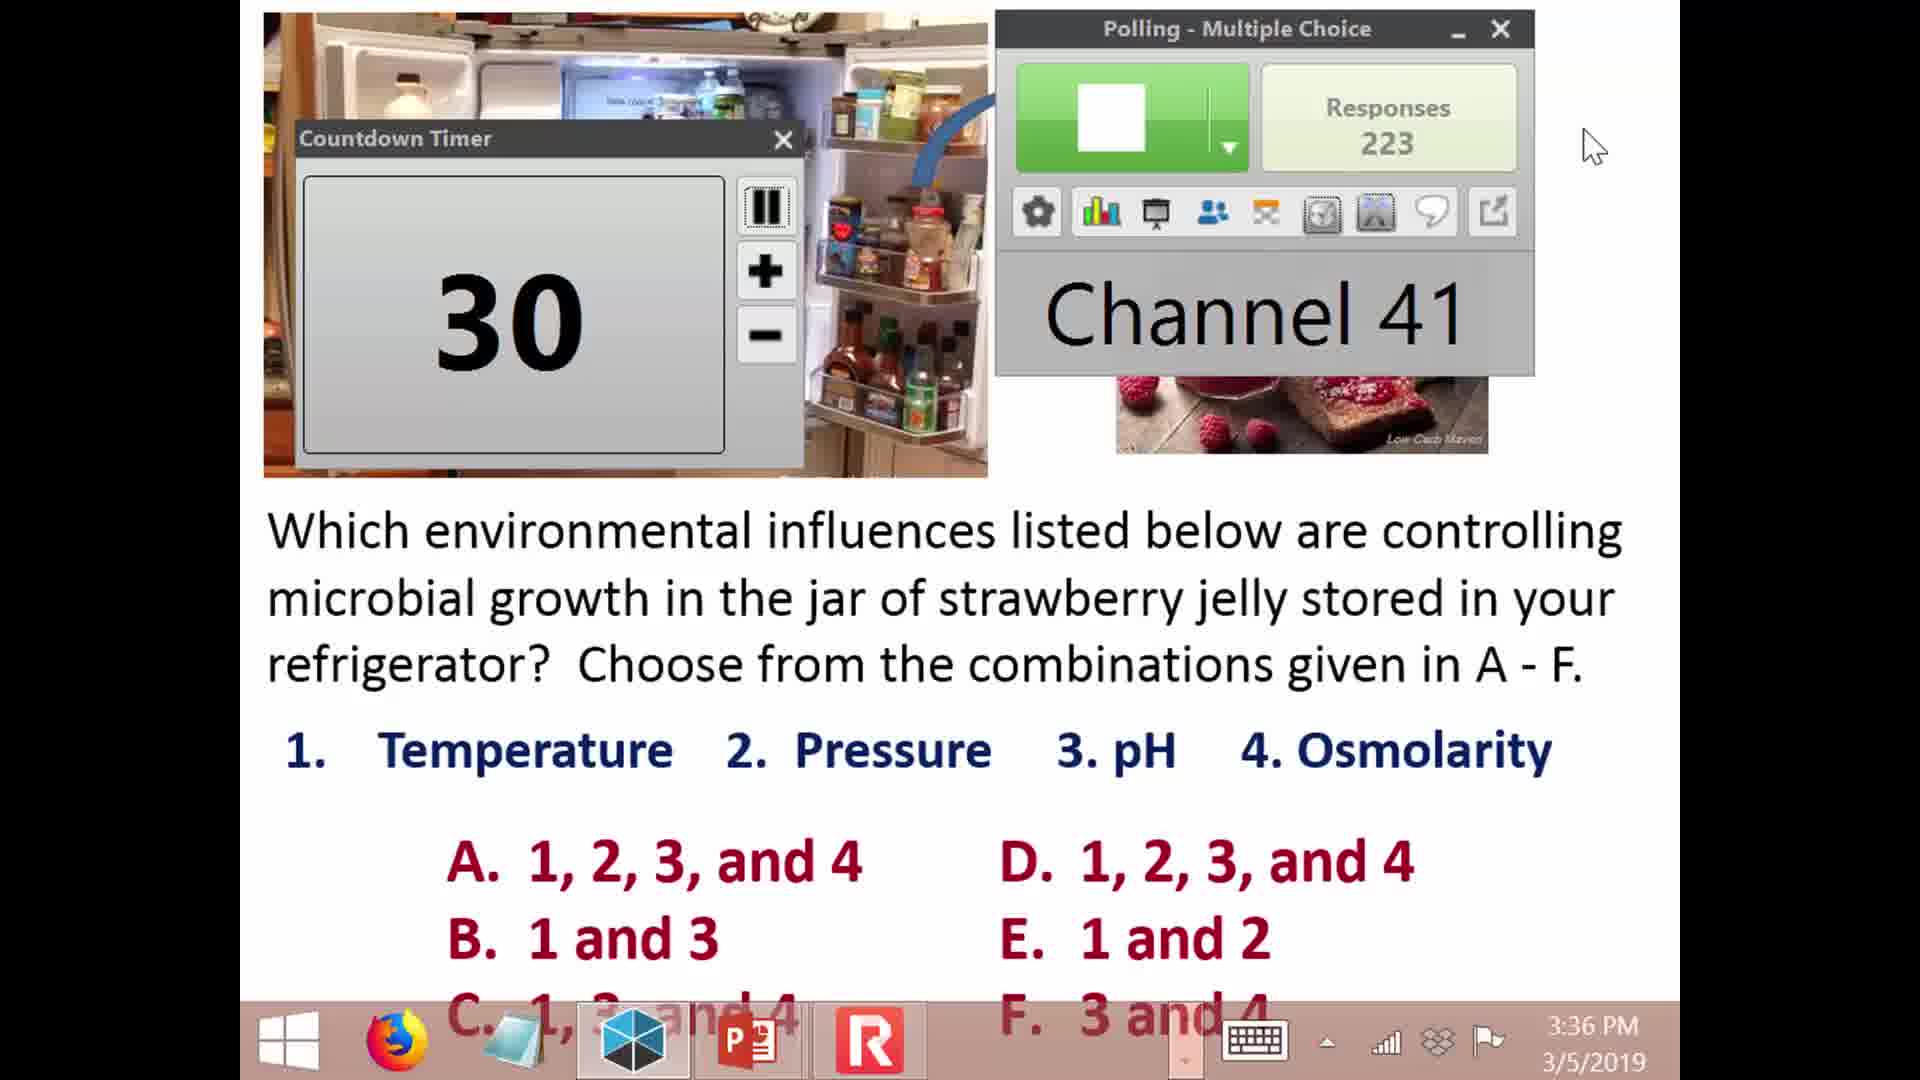 Polling - Multiple Choice
Responses
223
Countdown Timer
30
Channel 41
Low Carb Maven
Which environmental influences listed below are controlling
microbial growth in the jar of strawberry jelly stored in your
refrigerator? Choose from the combinations given in A - F.
1. Temperature 2. Pressure 3. pH 4. Osmolarity
A. 1, 2, 3, and 4
D. 1, 2, 3, and 4
B. 1 and 3
E. 1 and 2
C. 1, 3, and 4
F. 3 and 4
3:36 PM
3/5/2019